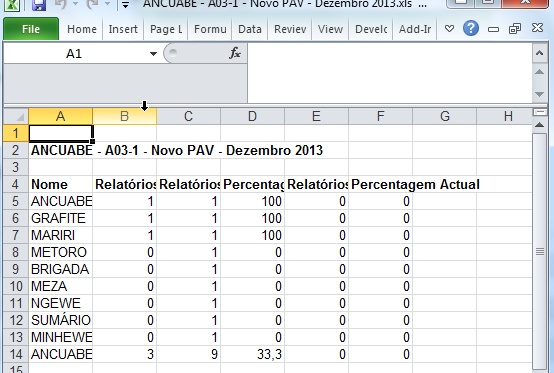 ANCUABE - A03-1 - Novo PAV - Dezembro 2013.xls ...
File Home Insert Page L Formu Data Review View Develo Add-Ir
A1 fx
A B C D E F G H
1
2 ANCUABE - A03-1 - Novo PAV - Dezembro 2013
3
4 Nome Relatórios Relatórios Percentag Relatórios Percentagem Actual
5 ANCUABE 1 1 100 0 0
6 GRAFITE 1 1 100 0 0
7 MARIRI 1 1 100 0 0
8 METORO 0 1 0 0 0
9 BRIGADA 0 1 0 0 0
10 MEZA 0 1 0 0 0
11 NGEWE 0 1 0 0 0
12 SUMÁRIO 0 1 0 0 0
13 MINHEWE 0 1 0 0 0
14 ANCUABE 3 9 33,3 0 0
15